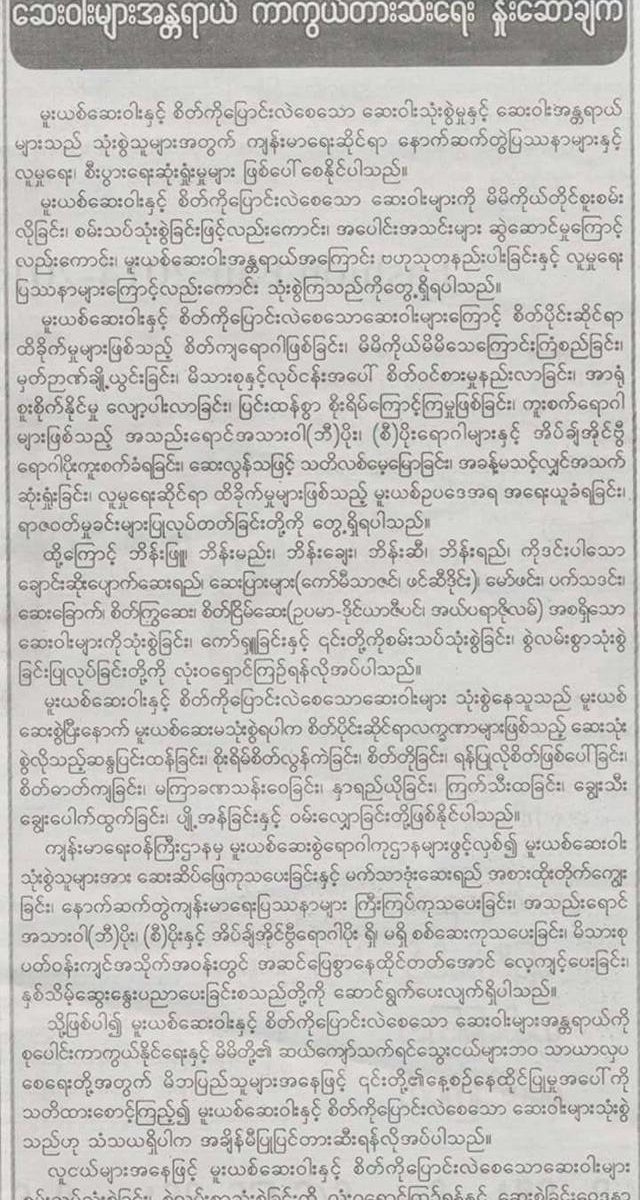 ဆေးဝါးများအန္တရာယ် ကာကွယ်တားဆီးရေး နှိုးဆော်ချက်
မူးယစ်ဆေးဝါးနှင့် စိတ်ကိုပြောင်းလဲစေသော ဆေးဝါးသုံးစွဲမှုနှင့် ဆေးဝါးအန္တရာယ်
များသည် သုံးစွဲသူများအတွက် ကျန်းမာရေးဆိုင်ရာ နောက်ဆက်တွဲပြဿနာများနှင့်
လူမှုရေး၊ စီးပွားရေးဆုံးရှုံးမှုများ ဖြစ်ပေါ်စေနိုင်ပါသည်။
မူးယစ်ဆေးဝါးနှင့် စိတ်ကိုပြောင်းလဲစေသော ဆေးဝါးများကို မိမိကိုယ်တိုင်စူးစမ်း
လိုခြင်း၊ စမ်းသပ်သုံးစွဲခြင်းဖြင့်လည်းကောင်း၊ အပေါင်းအသင်းများ ဆွဲဆောင်မှုကြောင့်
လည်းကောင်း၊ မူးယစ်ဆေးဝါးအန္တရာယ်အကြောင်း ဗဟုသုတနည်းပါးခြင်းနှင့် လူမှုရေး
ပြဿနာများကြောင့်လည်းကောင်း သုံးစွဲကြသည်ကိုတွေ့ရှိရပါသည်။
မူးယစ်ဆေးဝါးနှင့် စိတ်ကိုပြောင်းလဲစေသောဆေးဝါးများကြောင့် စိတ်ပိုင်းဆိုင်ရာ
ထိခိုက်မှုများဖြစ်သည့် စိတ်ကျရောဂါဖြစ်ခြင်း၊ မိမိကိုယ်မိမိသေကြောင်းကြံစည်ခြင်း၊
မှတ်ဉာဏ်ချို့ယွင်းခြင်း၊ မိသားစုနှင့်လုပ်ငန်းအပေါ် စိတ်ဝင်စားမှုနည်းလာခြင်း၊ အာရုံ
စူးစိုက်နိုင်မှု လျော့ပါးလာခြင်း၊ ပြင်းထန်စွာ စိုးရိမ်ကြောင့်ကြမှုဖြစ်ခြင်း၊ ကူးစက်ရောဂါ
များဖြစ်သည့် အသည်းရောင်အသားဝါ(ဘီ)ပိုး၊ (စီ)ပိုးရောဂါများနှင့် အိပ်ချ်အိုင်ဗွီ
ရောဂါပိုးကူးစက်ခံရခြင်း၊ ဆေးလွန်သဖြင့် သတိလစ်မေ့မြောခြင်း၊ အခန့်မသင့်လျှင်အသက်
ဆုံးရှုံးခြင်း၊ လူမှုရေးဆိုင်ရာ ထိခိုက်မှုများဖြစ်သည့် မူးယစ်ဥပဒေအရ အရေးယူခံရခြင်း၊
ရာဇဝတ်မှုခင်းများပြုလုပ်တတ်ခြင်းတို့ကို တွေ့ရှိရပါသည်။
ထို့ကြောင့် ဘိန်းဖြူ၊ ဘိန်းမည်း၊ ဘိန်းချေး၊ ဘိန်းဆီ၊ ဘိန်းရည်၊ ကိုဒင်းပါသော
ချောင်းဆိုးပျောက်ဆေးရည်၊ ဆေးပြားများ(ကော်မီသာဇင်၊ ဖင်ဆီဒိုင်း)၊ မော်ဖင်း၊ ပက်သဒင်း၊
ဆေးခြောက်၊ စိတ်ကြွဆေး၊ စိတ်ငြိမ်ဆေး(ဥပမာ-ဒိုင်ယာဇီပင်၊ အယ်ပရာဇိုလမ်) အစရှိသော
ဆေးဝါးများကိုသုံးစွဲခြင်း၊ ကော်ရှူခြင်းနှင့် ၎င်းတို့ကိုစမ်းသပ်သုံးစွဲခြင်း၊ စွဲလမ်းစွာသုံးစွဲ
ခြင်းပြုလုပ်ခြင်းတို့ကို လုံးဝရှောင်ကြဉ်ရန်လိုအပ်ပါသည်။
မူးယစ်ဆေးဝါးနှင့် စိတ်ကိုပြောင်းလဲစေသောဆေးဝါးများ သုံးစွဲနေသူသည် မူးယစ်
ဆေးစွဲပြီးနောက် မူးယစ်ဆေးမသုံးစွဲရပါက စိတ်ပိုင်းဆိုင်ရာလက္ခဏာများဖြစ်သည့် ဆေးသုံး
စွဲလိုသည့်ဆန္ဒပြင်းထန်ခြင်း၊ စိုးရိမ်စိတ်လွန်ကဲခြင်း၊ စိတ်တိုခြင်း၊ ရန်ပြုလိုစိတ်ဖြစ်ပေါ်ခြင်း၊
စိတ်ဓာတ်ကျခြင်း၊ မကြာခဏသန်းဝေခြင်း၊ နှာရည်ယိုခြင်း၊ ကြက်သီးထခြင်း၊ ချွေးသီး
ချွေးပေါက်ထွက်ခြင်း၊ ပျို့အန်ခြင်းနှင့် ဝမ်းလျှောခြင်းတို့ဖြစ်နိုင်ပါသည်။
ကျန်းမာရေးဝန်ကြီးဌာနမှ မူးယစ်ဆေးစွဲရောဂါကုဌာနများဖွင့်လှစ်၍ မူးယစ်ဆေးဝါး
သုံးစွဲသူများအား ဆေးဆိပ်ဖြေကုသပေးခြင်းနှင့် မက်သာဒုံးဆေးရည် အစားထိုးတိုက်ကျွေး
ခြင်း၊ နောက်ဆက်တွဲကျန်းမာရေးပြဿနာများ ကြီးကြပ်ကုသပေးခြင်း၊ အသည်းရောင်
အသားဝါ(ဘီ)ပိုး၊ (စီ)ပိုးနှင့် အိပ်ချ်အိုင်ဗွီရောဂါပိုး ရှိ၊ မရှိ စစ်ဆေးကုသပေးခြင်း၊ မိသားစု
ပတ်ဝန်းကျင်အသိုက်အဝန်းတွင် အဆင်ပြေစွာနေထိုင်တတ်အောင် လေ့ကျင့်ပေးခြင်း၊
နှစ်သိမ့်ဆွေးနွေးပညာပေးခြင်းစသည်တို့ကို ဆောင်ရွက်ပေးလျက်ရှိပါသည်။
သို့ဖြစ်ပါ၍ မူးယစ်ဆေးဝါးနှင့် စိတ်ကိုပြောင်းလဲစေသော ဆေးဝါးများအန္တရာယ်ကို
စုပေါင်းကာကွယ်နိုင်ရေးနှင့် မိမိတို့၏ ဆယ်ကျော်သက်ရင်သွေးငယ်များဘဝ သာယာလှပ
စေရေးတို့အတွက် မိဘပြည်သူများအနေဖြင့် ၎င်းတို့၏နေ့စဉ်နေထိုင်ပြုမူအပေါ်ကို
သတိထားစောင့်ကြည့်၍ မူးယစ်ဆေးဝါးနှင့် စိတ်ကိုပြောင်းလဲစေသော ဆေးဝါးများသုံးစွဲ
သည်ဟု သံသယရှိပါက အချိန်မီပြုပြင်တားဆီးရန်လိုအပ်ပါသည်။
လူငယ်များအနေဖြင့် မူးယစ်ဆေးဝါးနှင့် စိတ်ကိုပြောင်းလဲစေသောဆေးဝါးများ